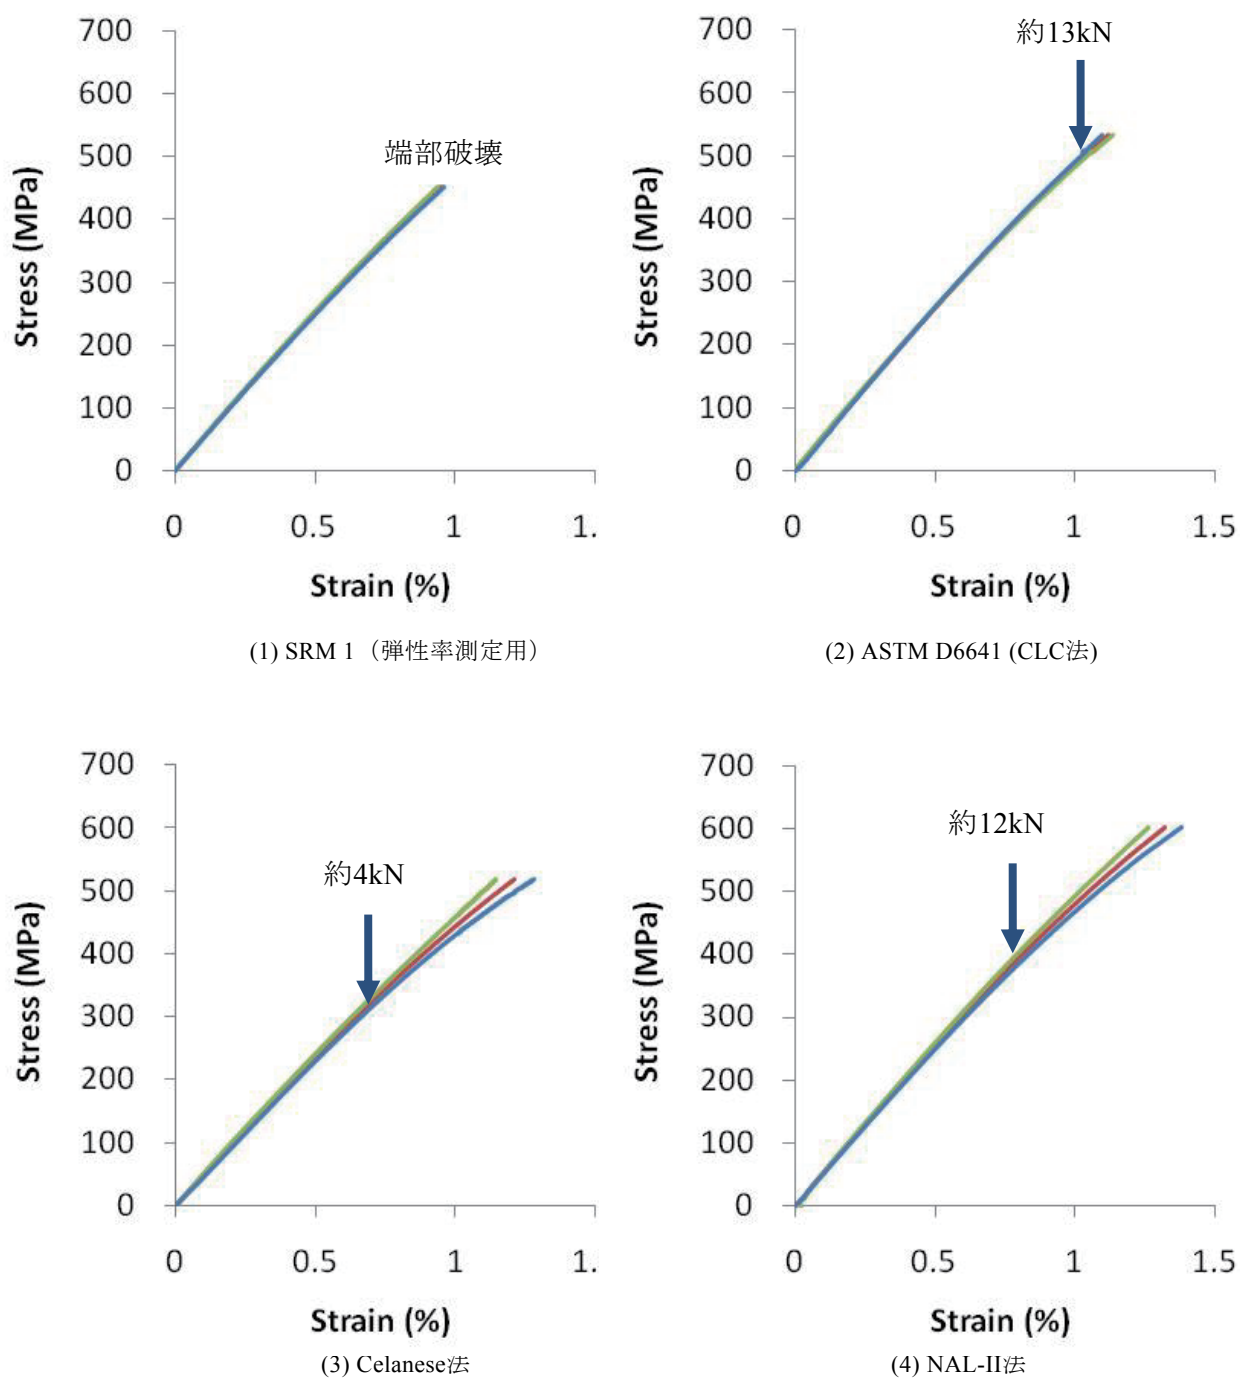 700
600
500
400
300
200
100
0
Stress (MPa)
端部破壊
0 0.5 1 1.
Strain (%)
(1) SRM 1（弾性率測定用）
700
600
500
400
300
200
100
0
Stress (MPa)
約13kN
0 0.5 1 1.5
Strain (%)
(2) ASTM D6641 (CLC法)
700
600
500
400
300
200
100
0
Stress (MPa)
約4kN
0 0.5 1 1.
Strain (%)
(3) Celanese法
700
600
500
400
300
200
100
0
Stress (MPa)
約12kN
0 0.5 1 1.5
Strain (%)
(4) NAL-II法